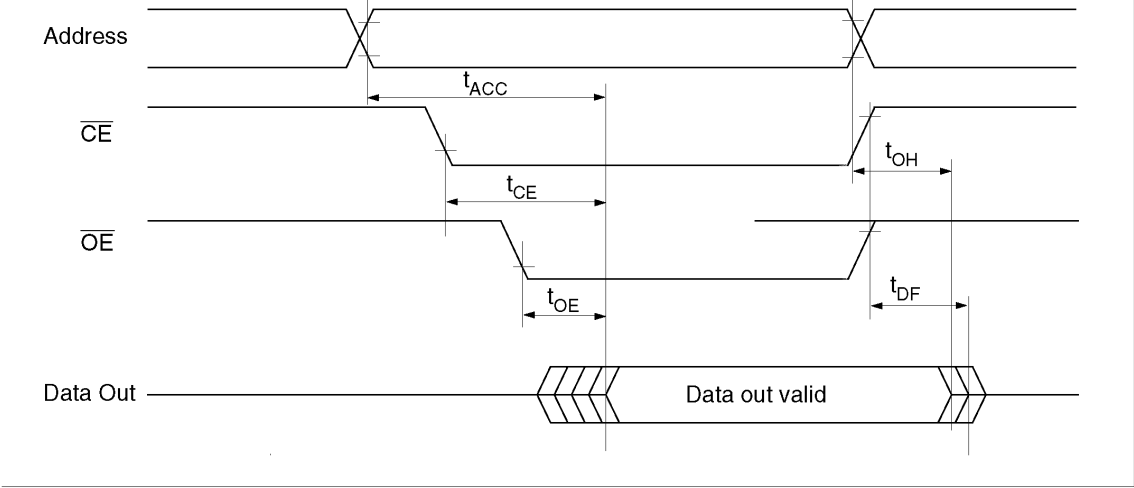 Address
tACC
CE
tOH
tCE
OE
tDF
tOE
Data Out
Data out valid